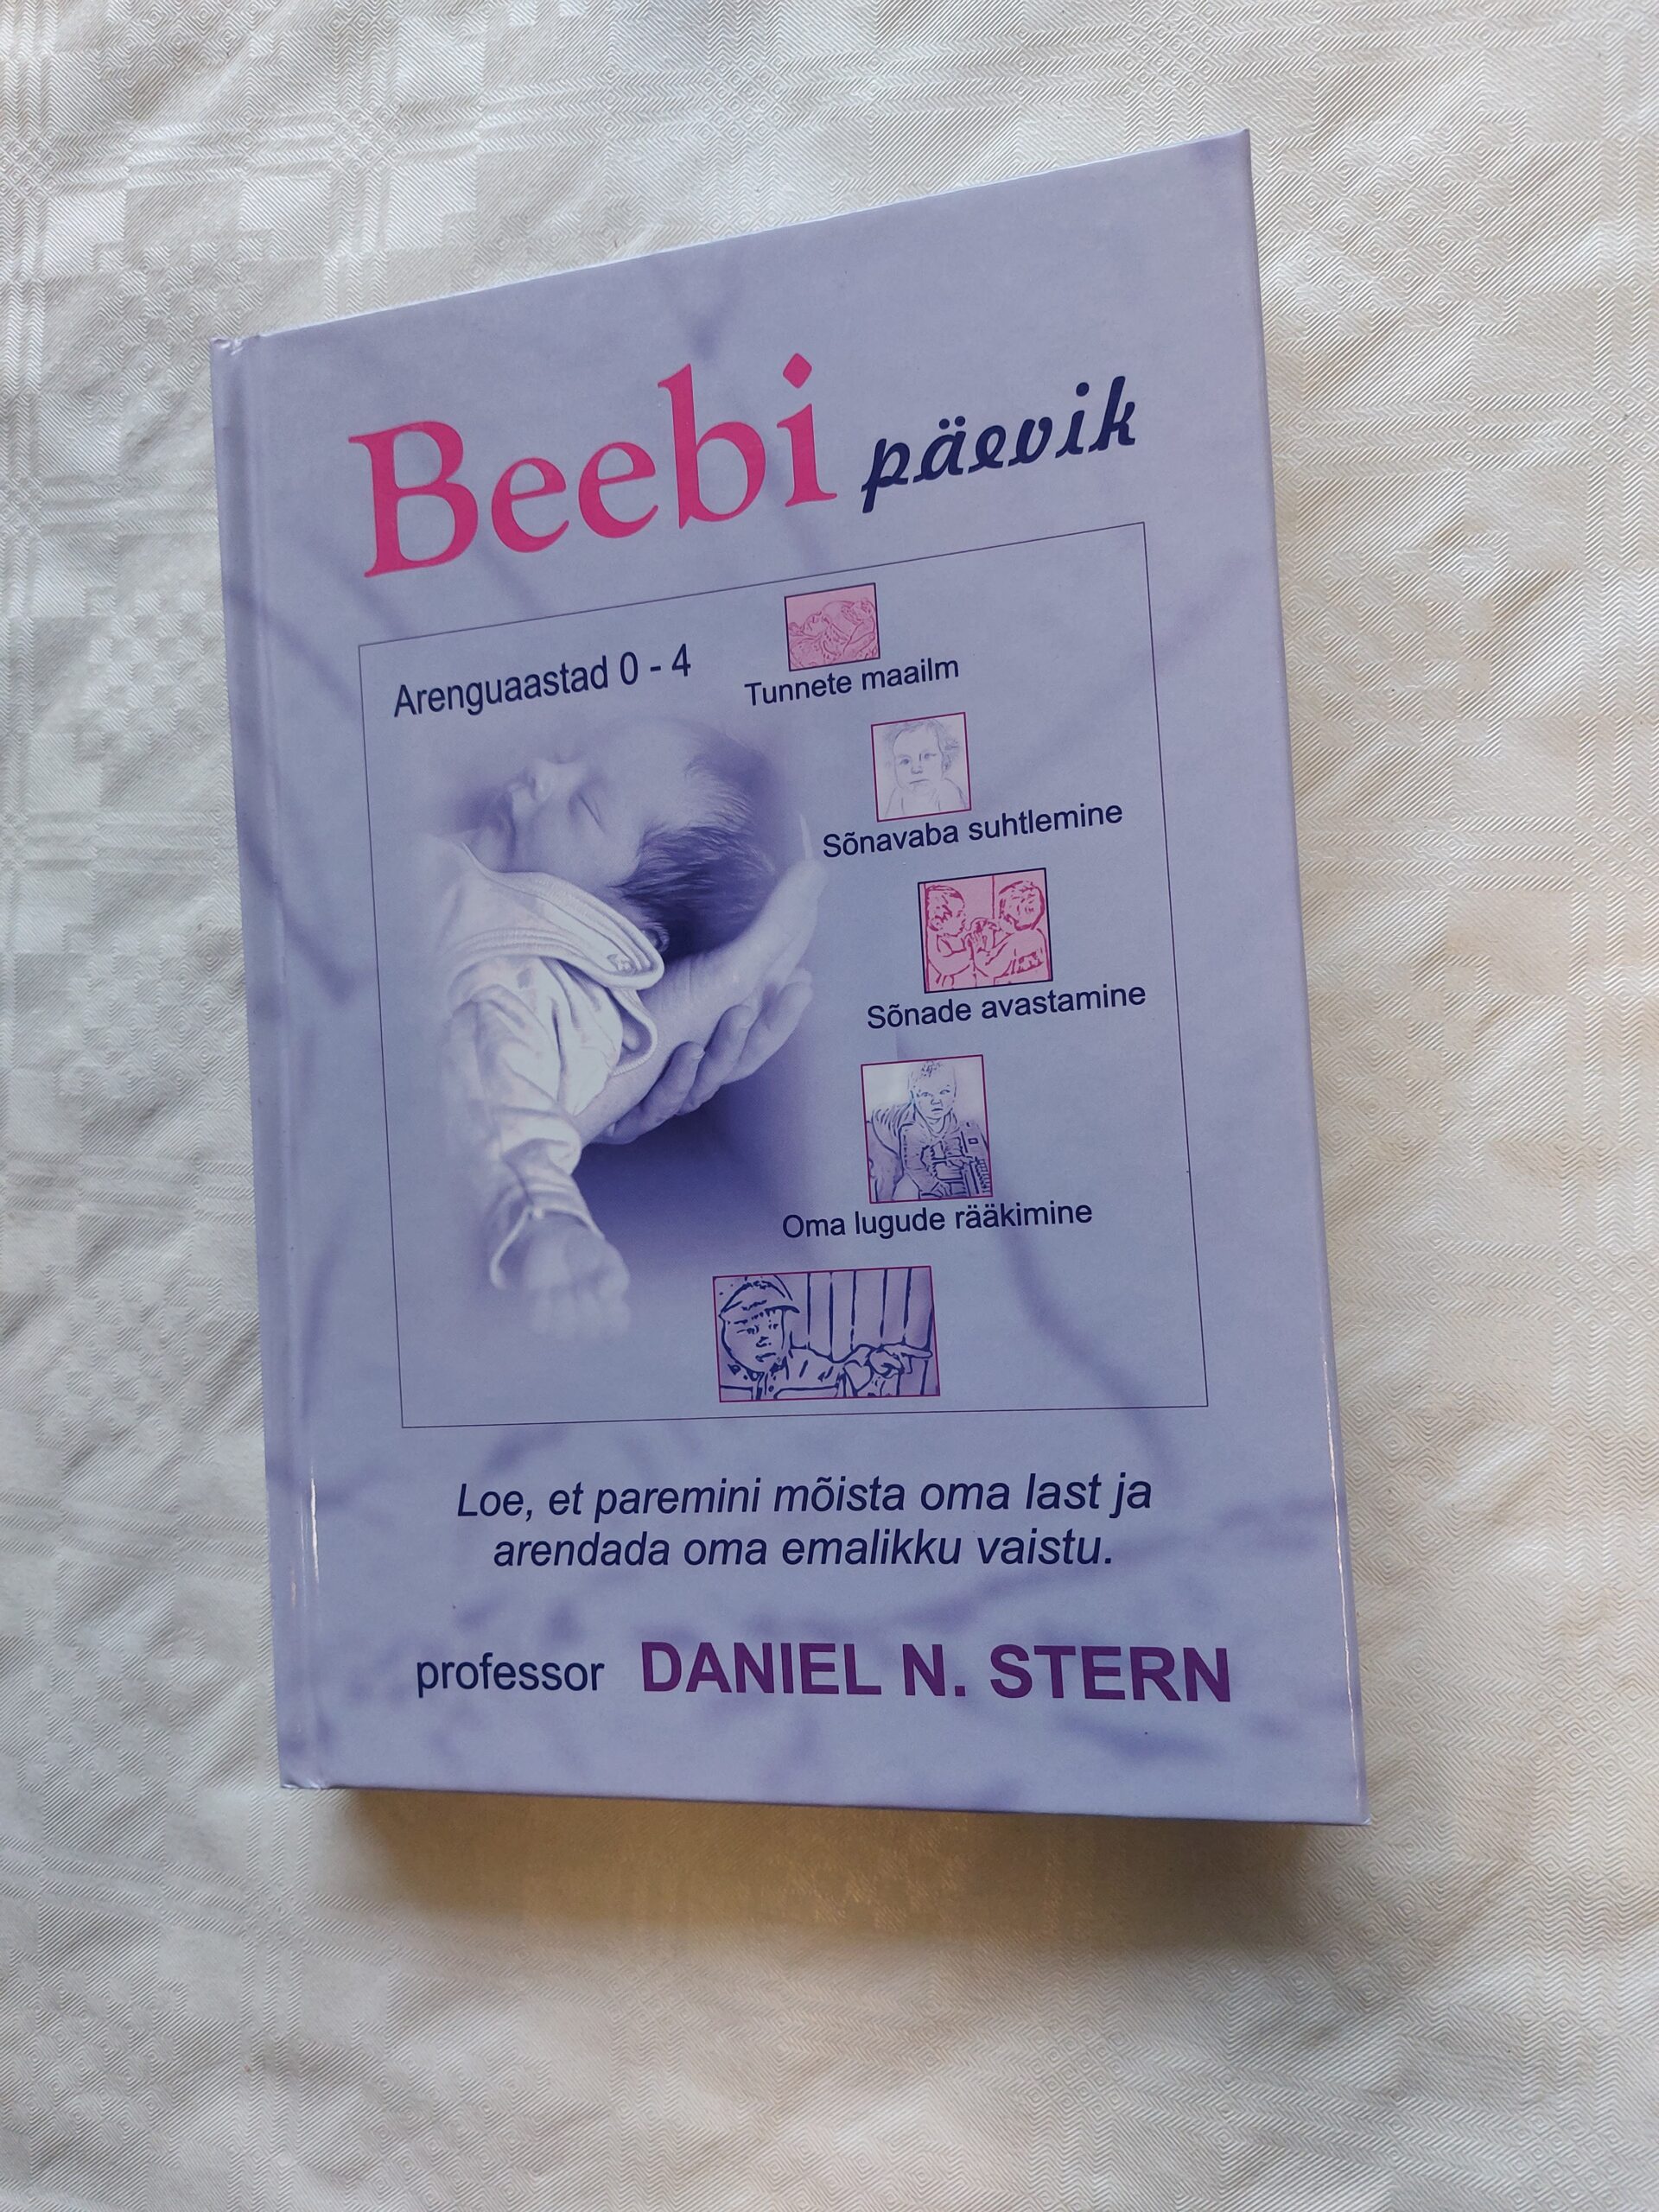 Beebi päevik
Arenguaastad 0 - 4
Tunnete maailm
Sõnavaba suhtlemine
Sõnade avastamine
Oma lugude rääkimine
Loe, et paremini mõista oma last ja
arendada oma emalikku vaistu.
professor DANIEL N. STERN